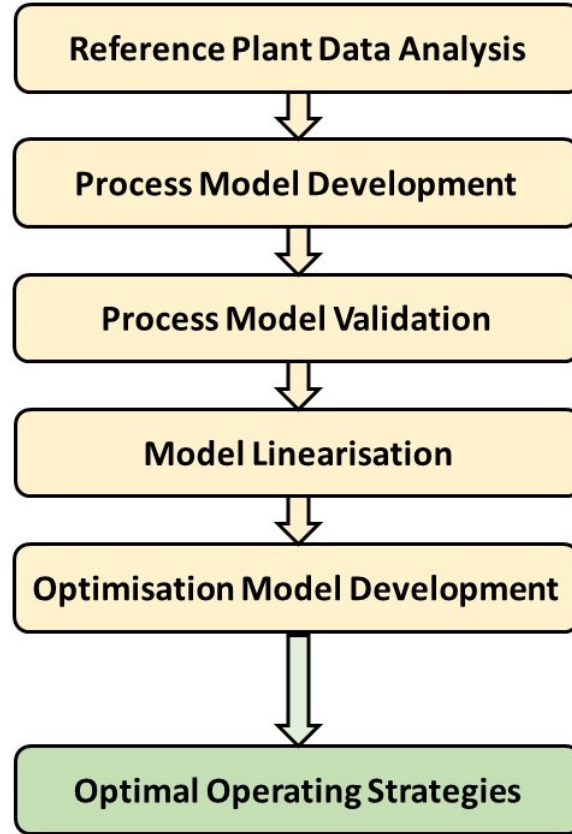 Reference Plant Data Analysis
Process Model Development
Process Model Validation
Model Linearisation
Optimisation Model Development
Optimal Operating Strategies